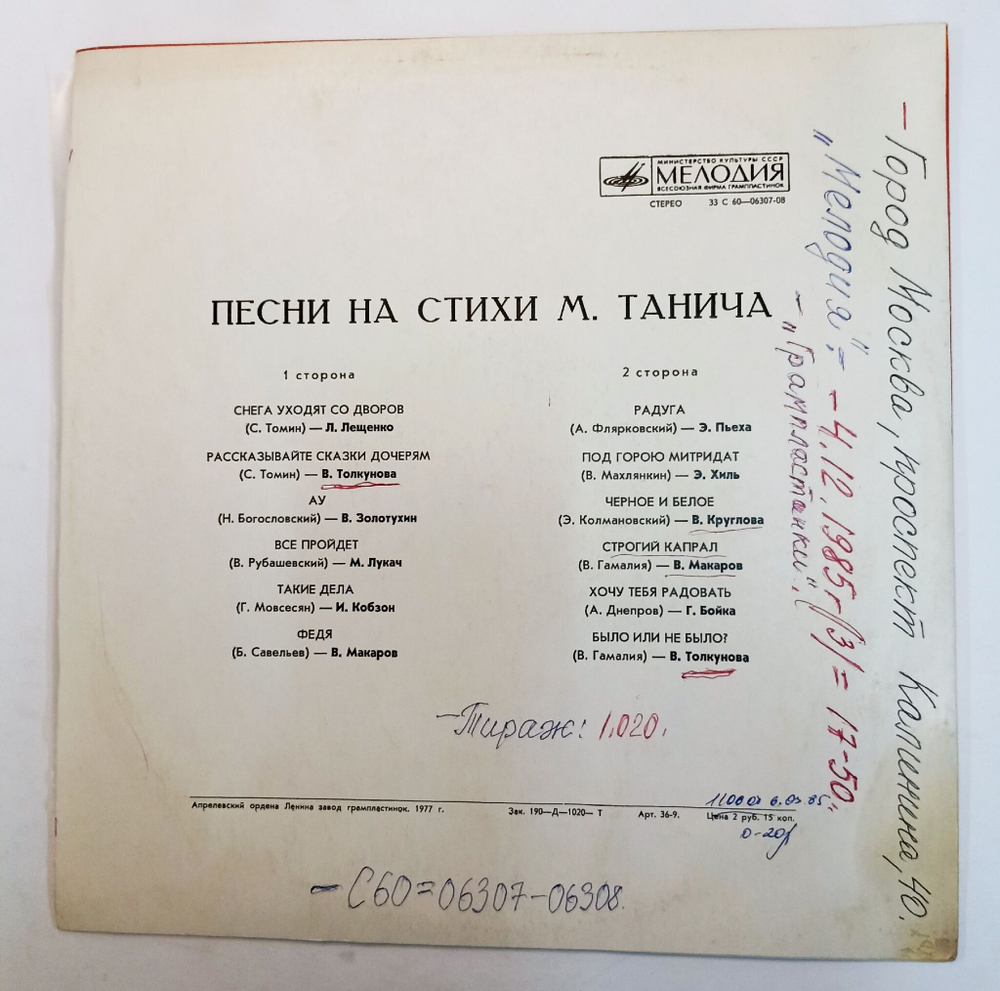 МИНИСТЕРСТВО КУЛЬТУРЫ СССР
МЕЛОДИЯ
ВСЕСОЮЗНАЯ ФИРМА ГРАМПЛАСТИНОК
СТЕРЕО 33 С 60—06307-08
ПЕСНИ НА СТИХИ М. ТАНИЧА
1 сторона
СНЕГА УХОДЯТ СО ДВОРОВ
(С. Томин) — Л. Лещенко
РАССКАЗЫВАЙТЕ СКАЗКИ ДОЧЕРЯМ
(С. Томин) — В. Толкунова
АУ
(Н. Богословский) — В. Золотухин
ВСЕ ПРОЙДЕТ
(В. Рубашевский) — М. Лукач
ТАКИЕ ДЕЛА
(Г. Мовсесян) — И. Кобзон
ФЕДЯ
(Б. Савельев) — В. Макаров
2 сторона
РАДУГА
(А. Флярковский) — Э. Пьеха
ПОД ГОРОЮ МИТРИДАТ
(В. Махлянкин) — Э. Хиль
ЧЕРНОЕ И БЕЛОЕ
(Э. Колмановский) — В. Круглова
СТРОГИЙ КАПРАЛ
(В. Гамалия) — В. Макаров
ХОЧУ ТЕБЯ РАДОВАТЬ
(А. Днепров) — Г. Бойка
БЫЛО ИЛИ НЕ БЫЛО?
(В. Гамалия) — В. Толкунова
—Тираж: 1.020.
Апрелевский ордена Ленина завод грампластинок. 1977 г. Зак. 190—Д—1020— Т Арт. 36-9. Цена 2 руб. 15 коп.
0-20
— С60=06307-06308.
— Город Москва, проспект Калинина, 40.
„Мелодия" = —4.12.1985г/3/= 17-50„
— „Грампластинки"